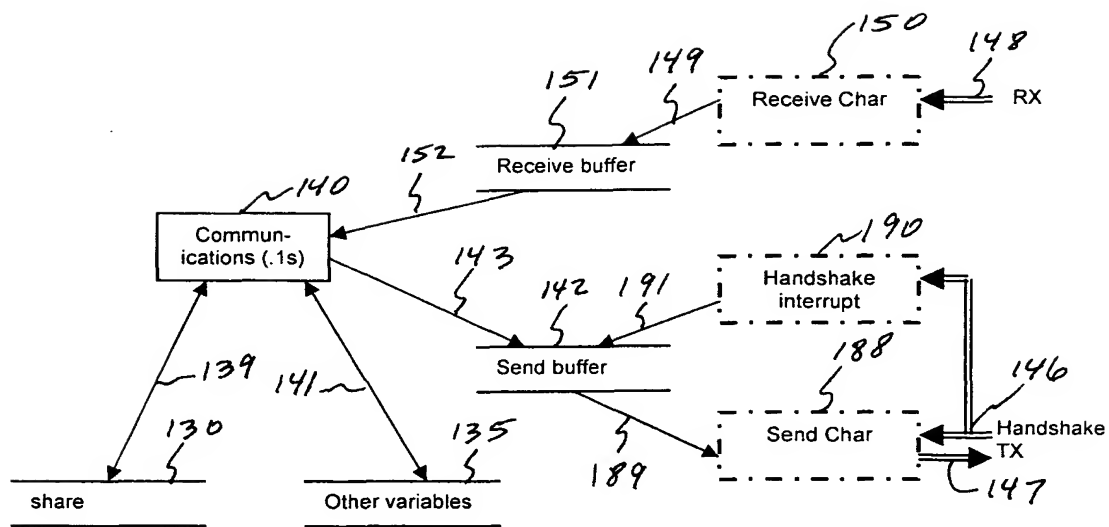 150
148
149
Receive Char
RX
151
Receive buffer
152
140
Commun-
ications (.1s)
190
143
142
191
Handshake
interrupt
Send buffer
188
146
139
141
Send Char
Handshake
TX
130
135
189
147
share
Other variables